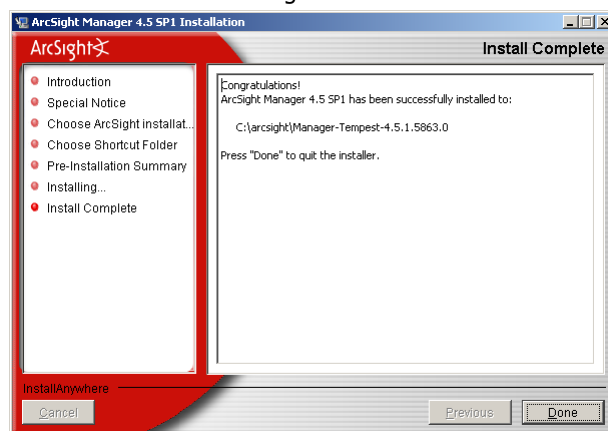 ArcSight Manager 4.5 SP1 Installation
ArcSight
Install Complete
Introduction
Special Notice
Choose ArcSight installat...
Choose Shortcut Folder
Pre-Installation Summary
Installing...
Install Complete
Congratulations!
ArcSight Manager 4.5 SP1 has been successfully installed to:
C:\arcsight\Manager-Tempest-4.5.1.5863.0
Press "Done" to quit the installer.
InstallAnywhere
Cancel
Previous
Done